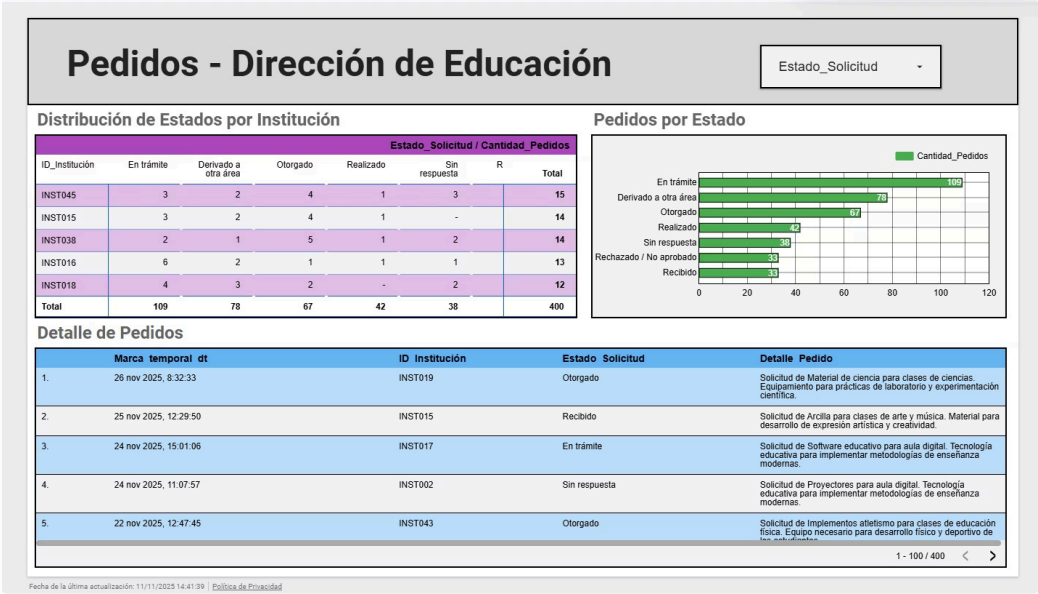 Pedidos - Dirección de Educación
Estado_Solicitud
Distribución de Estados por Institución
Estado_Solicitud / Cantidad_Pedidos
ID_Institución En trámite Derivado a otra área Otorgado Realizado Sin respuesta R Total
INST045 3 2 4 1 3 15
INST015 3 2 4 1 - 14
INST038 2 1 5 1 2 14
INST016 6 2 1 1 1 13
INST018 4 3 2 - 2 12
Total 109 78 67 42 38 400
Pedidos por Estado
Cantidad_Pedidos
En trámite 109
Derivado a otra área 78
Otorgado 67
Realizado 42
Sin respuesta 38
Rechazado / No aprobado 33
Recibido 33
0 20 40 60 80 100 120
Detalle de Pedidos
Marca temporal dt ID Institución Estado Solicitud Detalle Pedido
1. 26 nov 2025, 8:32:33 INST019 Otorgado Solicitud de Material de ciencia para clases de ciencias.
Equipamiento para prácticas de laboratorio y experimentación
científica.
2. 25 nov 2025, 12:29:50 INST015 Recibido Solicitud de Arcilla para clases de arte y música. Material para
desarrollo de expresión artística y creatividad.
3. 24 nov 2025, 15:01:06 INST017 En trámite Solicitud de Software educativo para aula digital. Tecnología
educativa para implementar metodologías de enseñanza
modernas.
4. 24 nov 2025, 11:07:57 INST002 Sin respuesta Solicitud de Proyectores para aula digital. Tecnología
educativa para implementar metodologías de enseñanza
modernas.
5. 22 nov 2025, 12:47:45 INST043 Otorgado Solicitud de Implementos atletismo para clases de educación
física. Equipo necesario para desarrollo físico y deportivo de
los estudiantes.
1 - 100 / 400
Fecha de la última actualización: 11/11/2025 14:41:39 Política de Privacidad